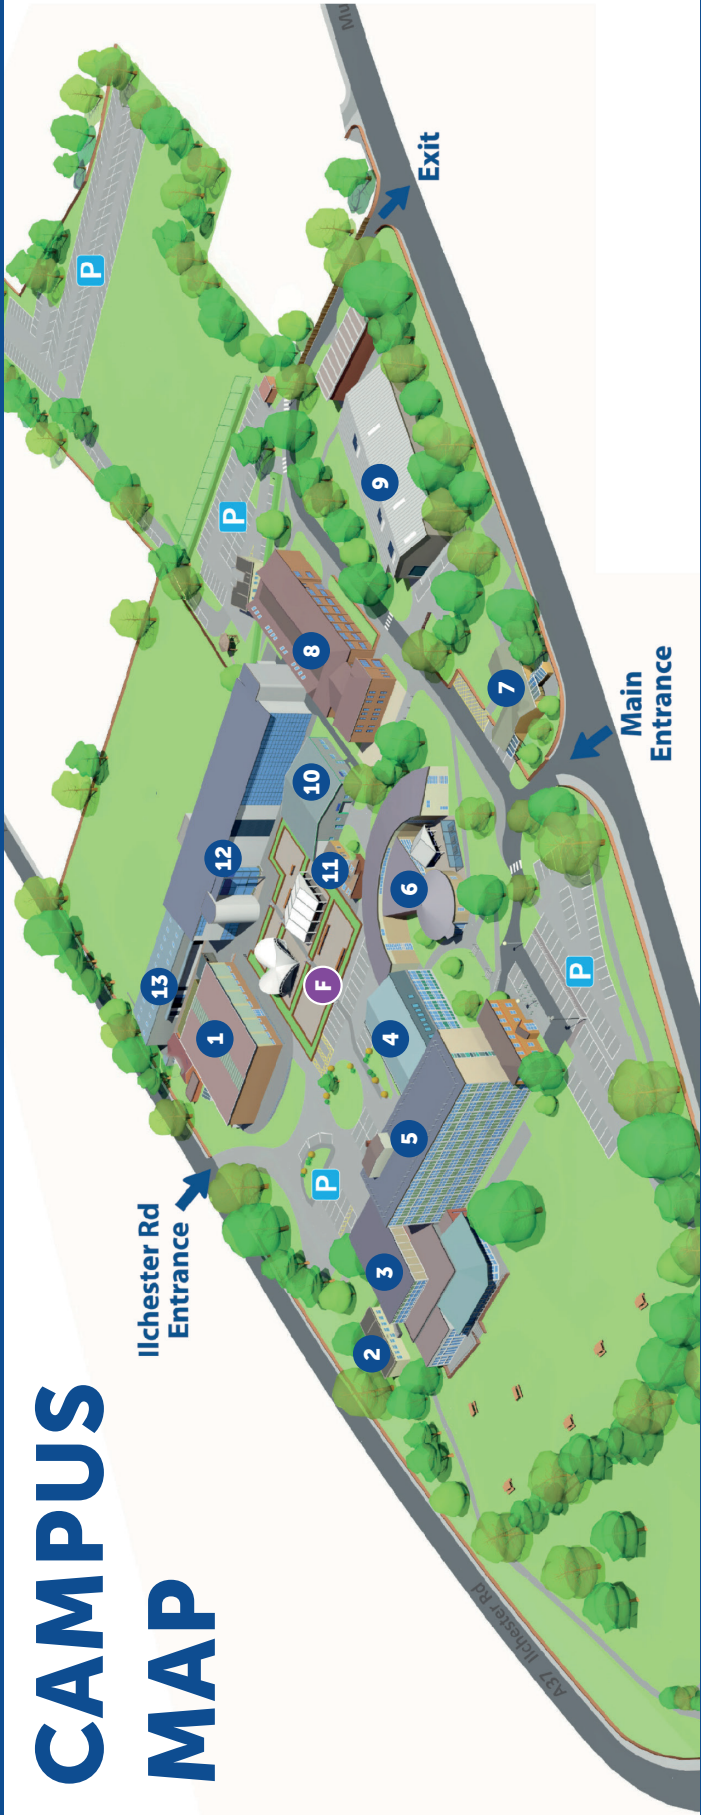 CAMPUS
MAP
Ilchester Rd
Entrance
Main
Entrance
Exit
A37 Ilchester Rd
Mu
P
P
P
P
F
1
2
3
4
5
6
7
8
9
10
11
12
13